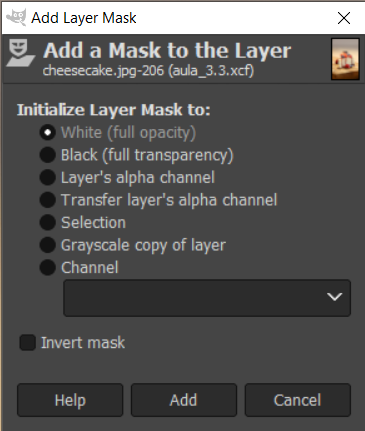 Add Layer Mask
Add a Mask to the Layer
cheesecake.jpg-206 (aula_3.3.xcf)
Initialize Layer Mask to:
White (full opacity)
Black (full transparency)
Layer's alpha channel
Transfer layer's alpha channel
Selection
Grayscale copy of layer
Channel
Invert mask
Help
Add
Cancel